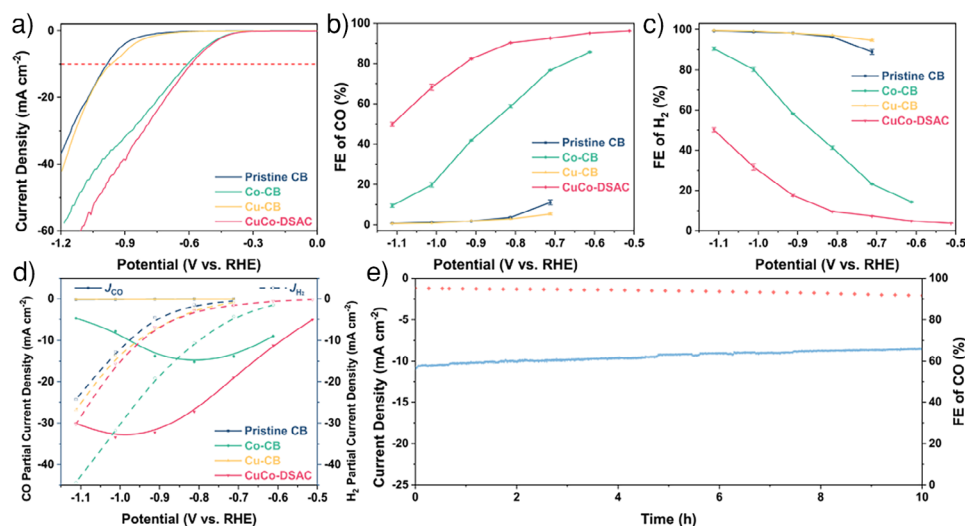 a)
Current Density (mA cm⁻²)
0
-20
-40
-60
-1.2
-0.9
-0.6
-0.3
0.0
Potential (V vs. RHE)
Pristine CB
Co-CB
Cu-CB
CuCo-DSAC
b)
FE of CO (%)
100
80
60
40
20
0
-1.1
-1.0
-0.9
-0.8
-0.7
-0.6
-0.5
Potential (V vs. RHE)
Pristine CB
Co-CB
Cu-CB
CuCo-DSAC
c)
FE of H₂ (%)
100
80
60
40
20
0
-1.1
-1.0
-0.9
-0.8
-0.7
-0.6
-0.5
Potential (V vs. RHE)
Pristine CB
Co-CB
Cu-CB
CuCo-DSAC
d)
CO Partial Current Density (mA cm⁻²)
0
-10
-20
-30
-40
-1.1
-1.0
-0.9
-0.8
-0.7
-0.6
-0.5
Potential (V vs. RHE)
J_CO
J_H₂
Pristine CB
Co-CB
Cu-CB
CuCo-DSAC
0
-10
-20
-30
-40
H₂ Partial Current Density (mA cm⁻²)
e)
Current Density (mA cm⁻²)
0
-5
-10
-15
-20
-25
0
2
4
6
8
10
Time (h)
100
80
60
40
20
0
FE of CO
(%)